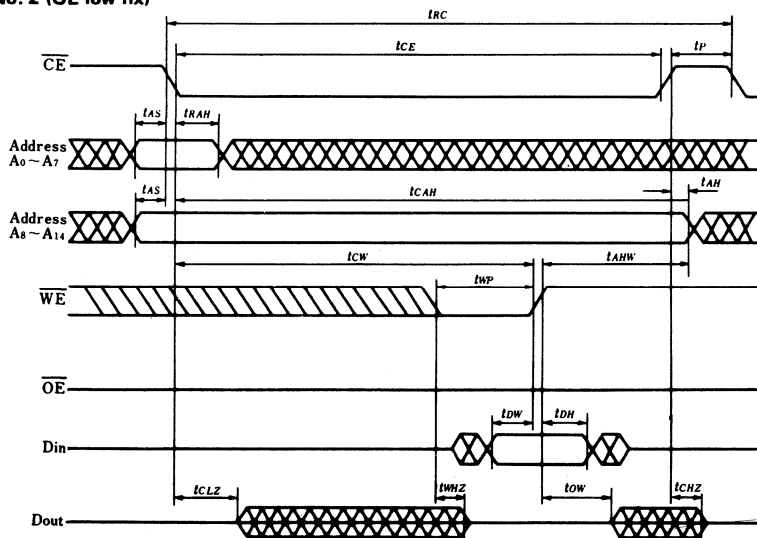 No. 2 (OE low fix)
tRC
tCE
tP
CE
tAS
tRAH
Address
A0~A7
tAS
tCAH
tAH
Address
A8~A14
tCW
tAHW
tWP
WE
OE
tDW
tDH
Din
tCLZ
tWHZ
tOW
tCHZ
Dout